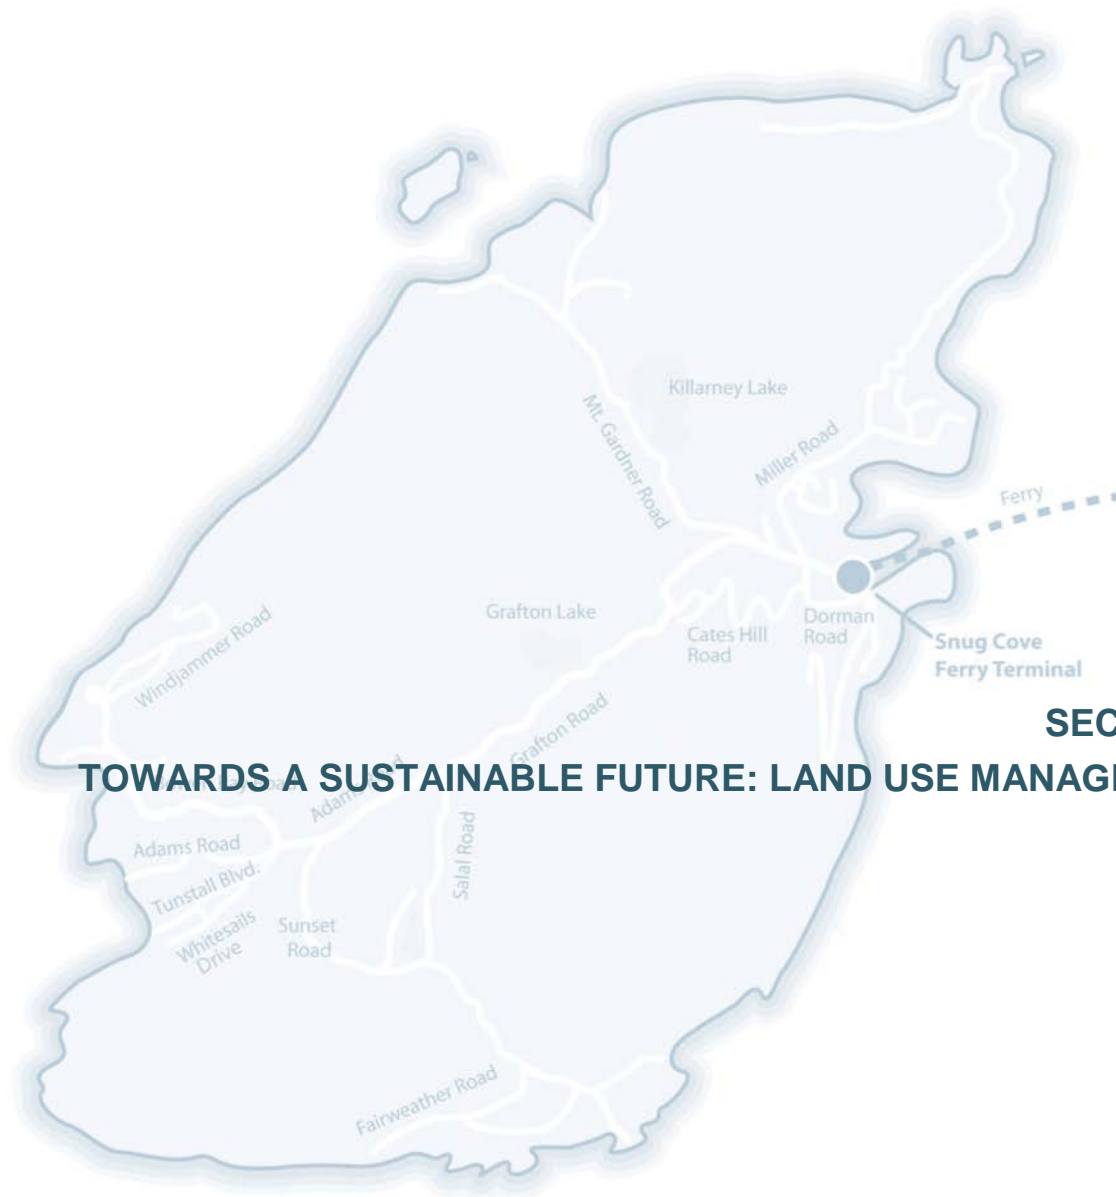 Killarney Lake
Mt. Gardner Road
Miller Road
Ferry
Grafton Lake
Windjammer Road
Cates Hill
Road
Dorman
Road
Snug Cove
Ferry Terminal
Grafton Road
SEC
TOWARDS A SUSTAINABLE FUTURE: LAND USE MANAG
Adams Road
Adams Road
Tunstall Blvd.
Whitesails
Drive
Sunset
Road
Salal Road
Fairweather Road